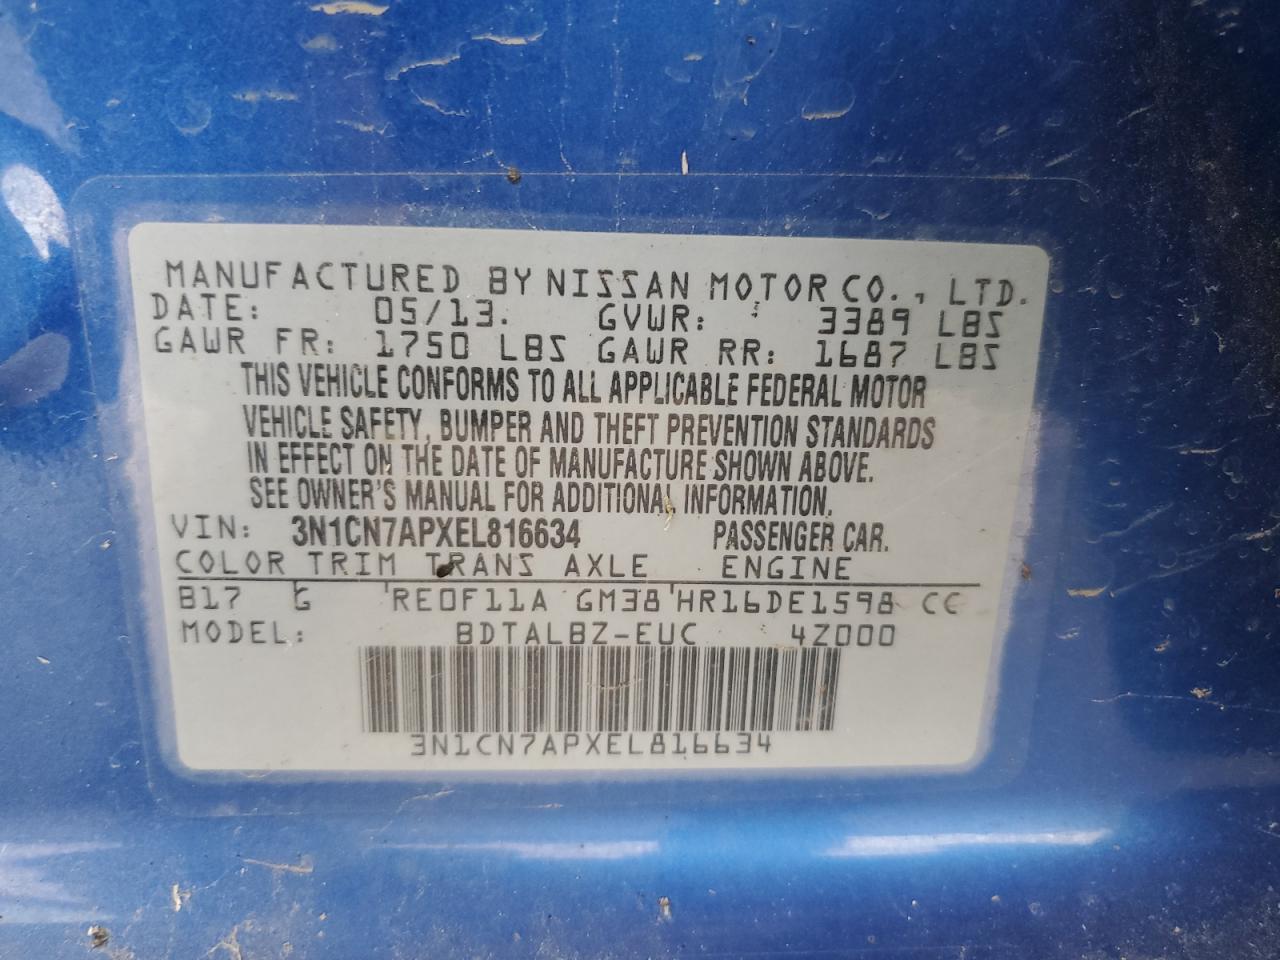 MANUFACTURED BY NISSAN MOTOR CO., LTD.
DATE: 05/13. GVWR: 3389 LBS
GAWR FR: 1750 LBS GAWR RR: 1687 LBS
THIS VEHICLE CONFORMS TO ALL APPLICABLE FEDERAL MOTOR
VEHICLE SAFETY, BUMPER AND THEFT PREVENTION STANDARDS
IN EFFECT ON THE DATE OF MANUFACTURE SHOWN ABOVE.
SEE OWNER'S MANUAL FOR ADDITIONAL INFORMATION.
VIN: 3N1CN7APXEL816634 PASSENGER CAR.
COLOR TRIM TRANS AXLE ENGINE
B17 G RE0F11A GM38 HR16DE1598 CC
MODEL: BDTALBZ-EUC 4Z000
3N1CN7APXEL816634